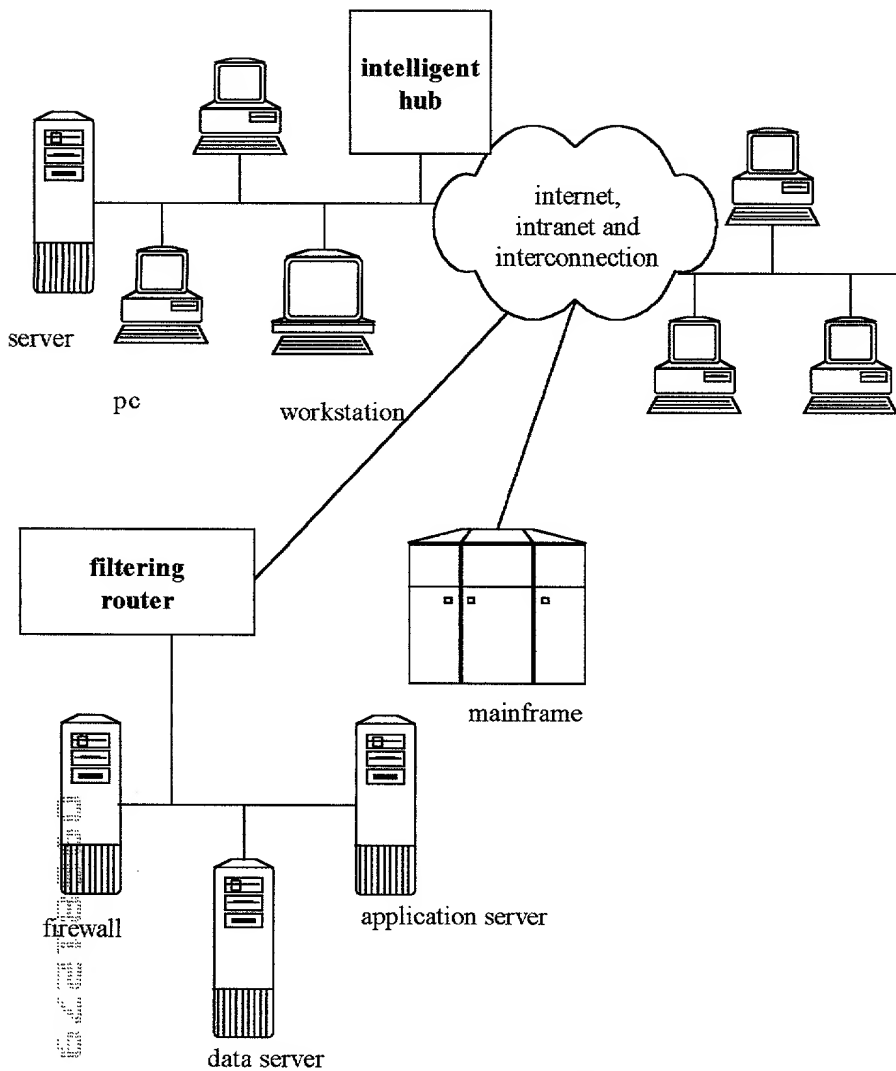 intelligent
hub
internet,
intranet and
interconnection
server
pc
workstation
filtering
router
mainframe
firewall
application server
data server